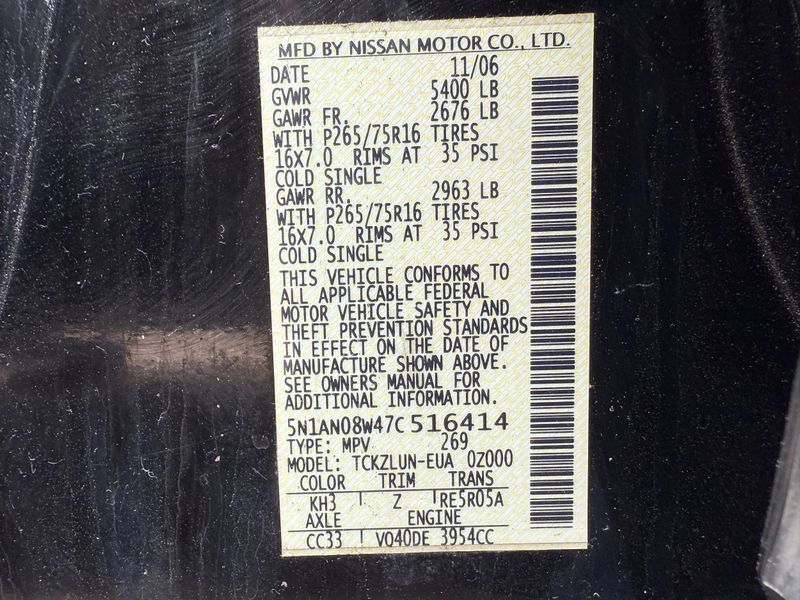 MFD BY NISSAN MOTOR CO., LTD.
DATE 11/06
GVWR 5400 LB
GAWR FR. 2676 LB
WITH P265/75R16 TIRES
16X7.0 RIMS AT 35 PSI
COLD SINGLE
GAWR RR. 2963 LB
WITH P265/75R16 TIRES
16X7.0 RIMS AT 35 PSI
COLD SINGLE
THIS VEHICLE CONFORMS TO
ALL APPLICABLE FEDERAL
MOTOR VEHICLE SAFETY AND
THEFT PREVENTION STANDARDS
IN EFFECT ON THE DATE OF
MANUFACTURE SHOWN ABOVE.
SEE OWNERS MANUAL FOR
ADDITIONAL INFORMATION.
5N1AN08W47C516414
TYPE: MPV 269
MODEL: TCKZLUN-EUA 0Z000
COLOR TRIM TRANS
KH3 Z RE5R05A
AXLE ENGINE
CC33 VQ40DE 3954CC